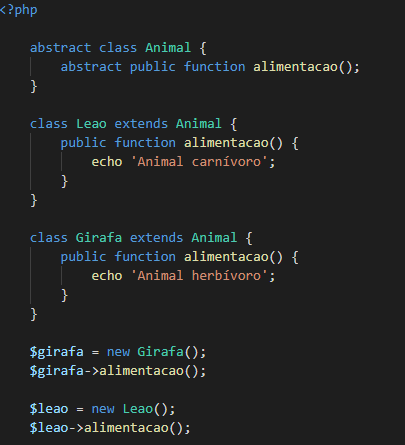 <?php
abstract class Animal {
abstract public function alimentacao();
}
class Leao extends Animal {
public function alimentacao() {
echo 'Animal carnívoro';
}
}
class Girafa extends Animal {
public function alimentacao() {
echo 'Animal herbívoro';
}
}
$girafa = new Girafa();
$girafa->alimentacao();
$leao = new Leao();
$leao->alimentacao();